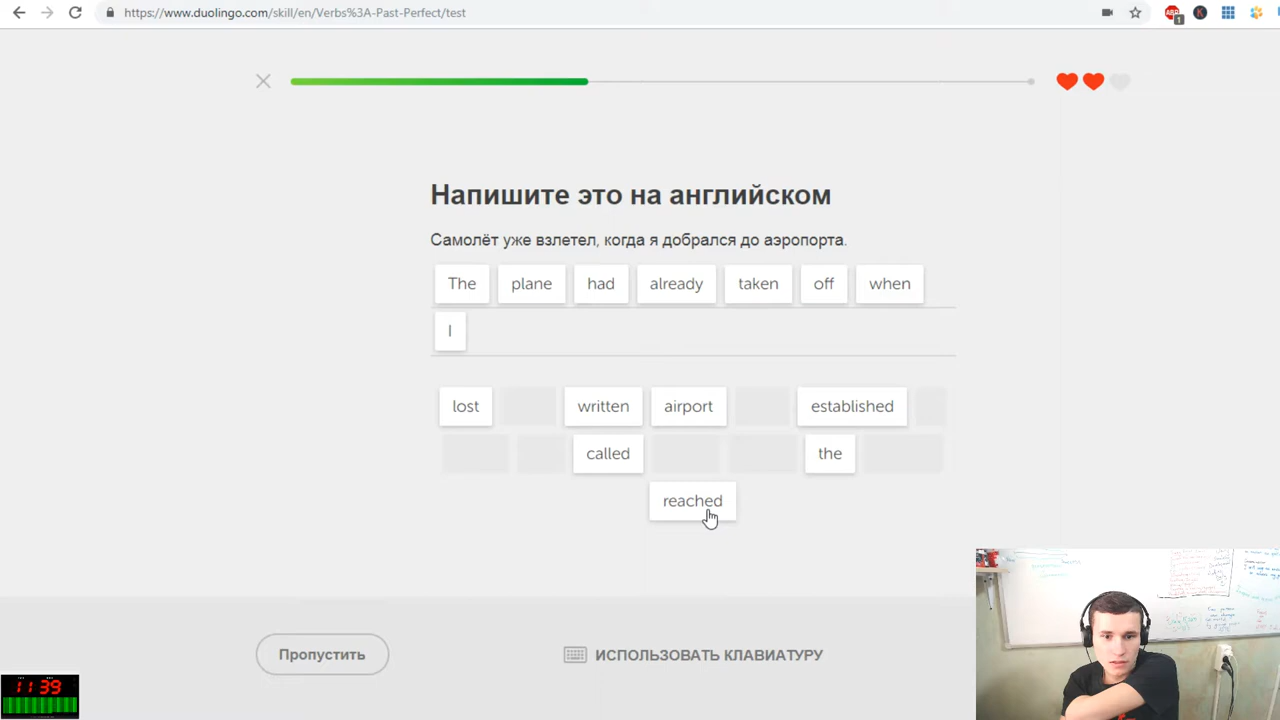 https://www.duolingo.com/skill/en/Verbs%3A-Past-Perfect/test
ABP
1
K
Напишите это на английском
Самолёт уже взлетел, когда я добрался до аэропорта.
The plane had already taken off when
I
lost written airport established
called the
reached
Пропустить
ИСПОЛЬЗОВАТЬ КЛАВИАТУРУ
11 39